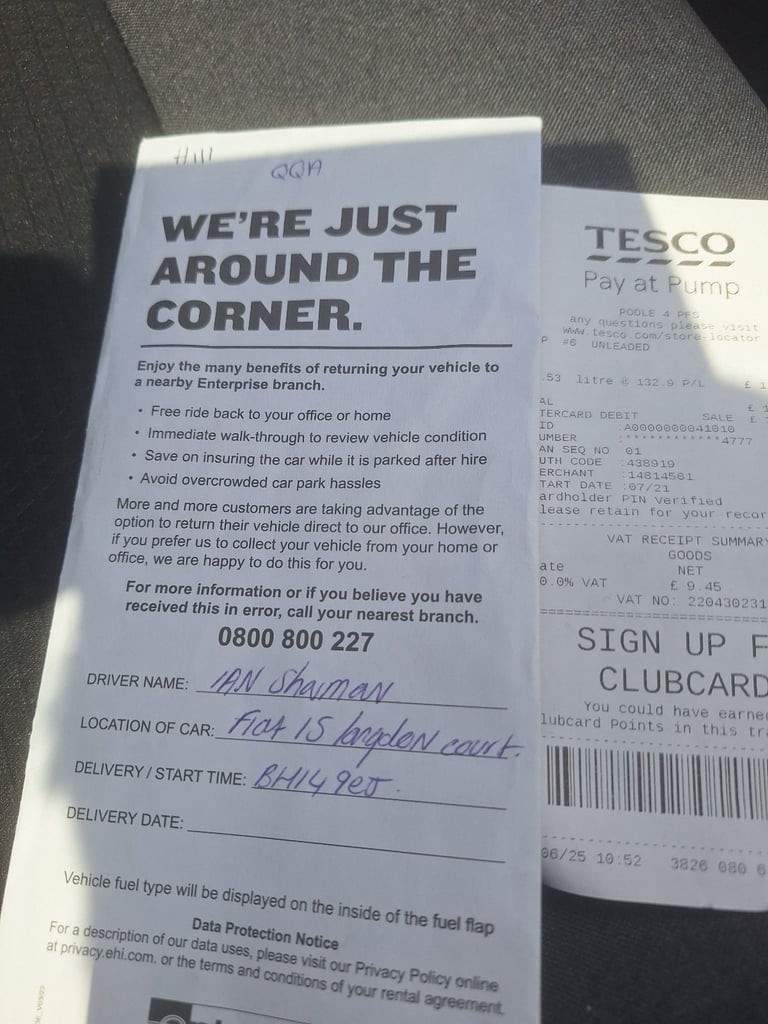 Hill
QQA
WE'RE JUST
AROUND THE
CORNER.
Enjoy the many benefits of returning your vehicle to
a nearby Enterprise branch.
• Free ride back to your office or home
• Immediate walk-through to review vehicle condition
• Save on insuring the car while it is parked after hire
• Avoid overcrowded car park hassles
More and more customers are taking advantage of the
option to return their vehicle direct to our office. However,
if you prefer us to collect your vehicle from your home or
office, we are happy to do this for you.
For more information or if you believe you have
received this in error, call your nearest branch.
0800 800 227
DRIVER NAME: IAN Sharman
LOCATION OF CAR: 15 langdon court.
DELIVERY / START TIME: BH14 9et.
DELIVERY DATE:
Vehicle fuel type will be displayed on the inside of the fuel flap
Data Protection Notice
For a description of our data uses, please visit our Privacy Policy online
at privacy.ehi.com. or the terms and conditions of your rental agreement.
TESCO
Pay at Pump
POOLE 4 PFS
any questions please visit
www.tesco.com/store-locator
P #6 UNLEADED
.53 litre @ 132.9 P/L £ 1
AL £ 1
TERCARD DEBIT SALE £
ID :A0000000041010
UMBER :************4777
AN SEQ NO 01
UTH CODE :438919
ERCHANT :14814561
TART DATE :07/21
ardholder PIN Verified
lease retain for your recor
VAT RECEIPT SUMMARY
GOODS
ate NET
0.0% VAT £ 9.45
VAT NO: 220430231
SIGN UP F
CLUBCARD
You could have earne
lubcard Points in this tr
06/25 10:52 3826 080 6